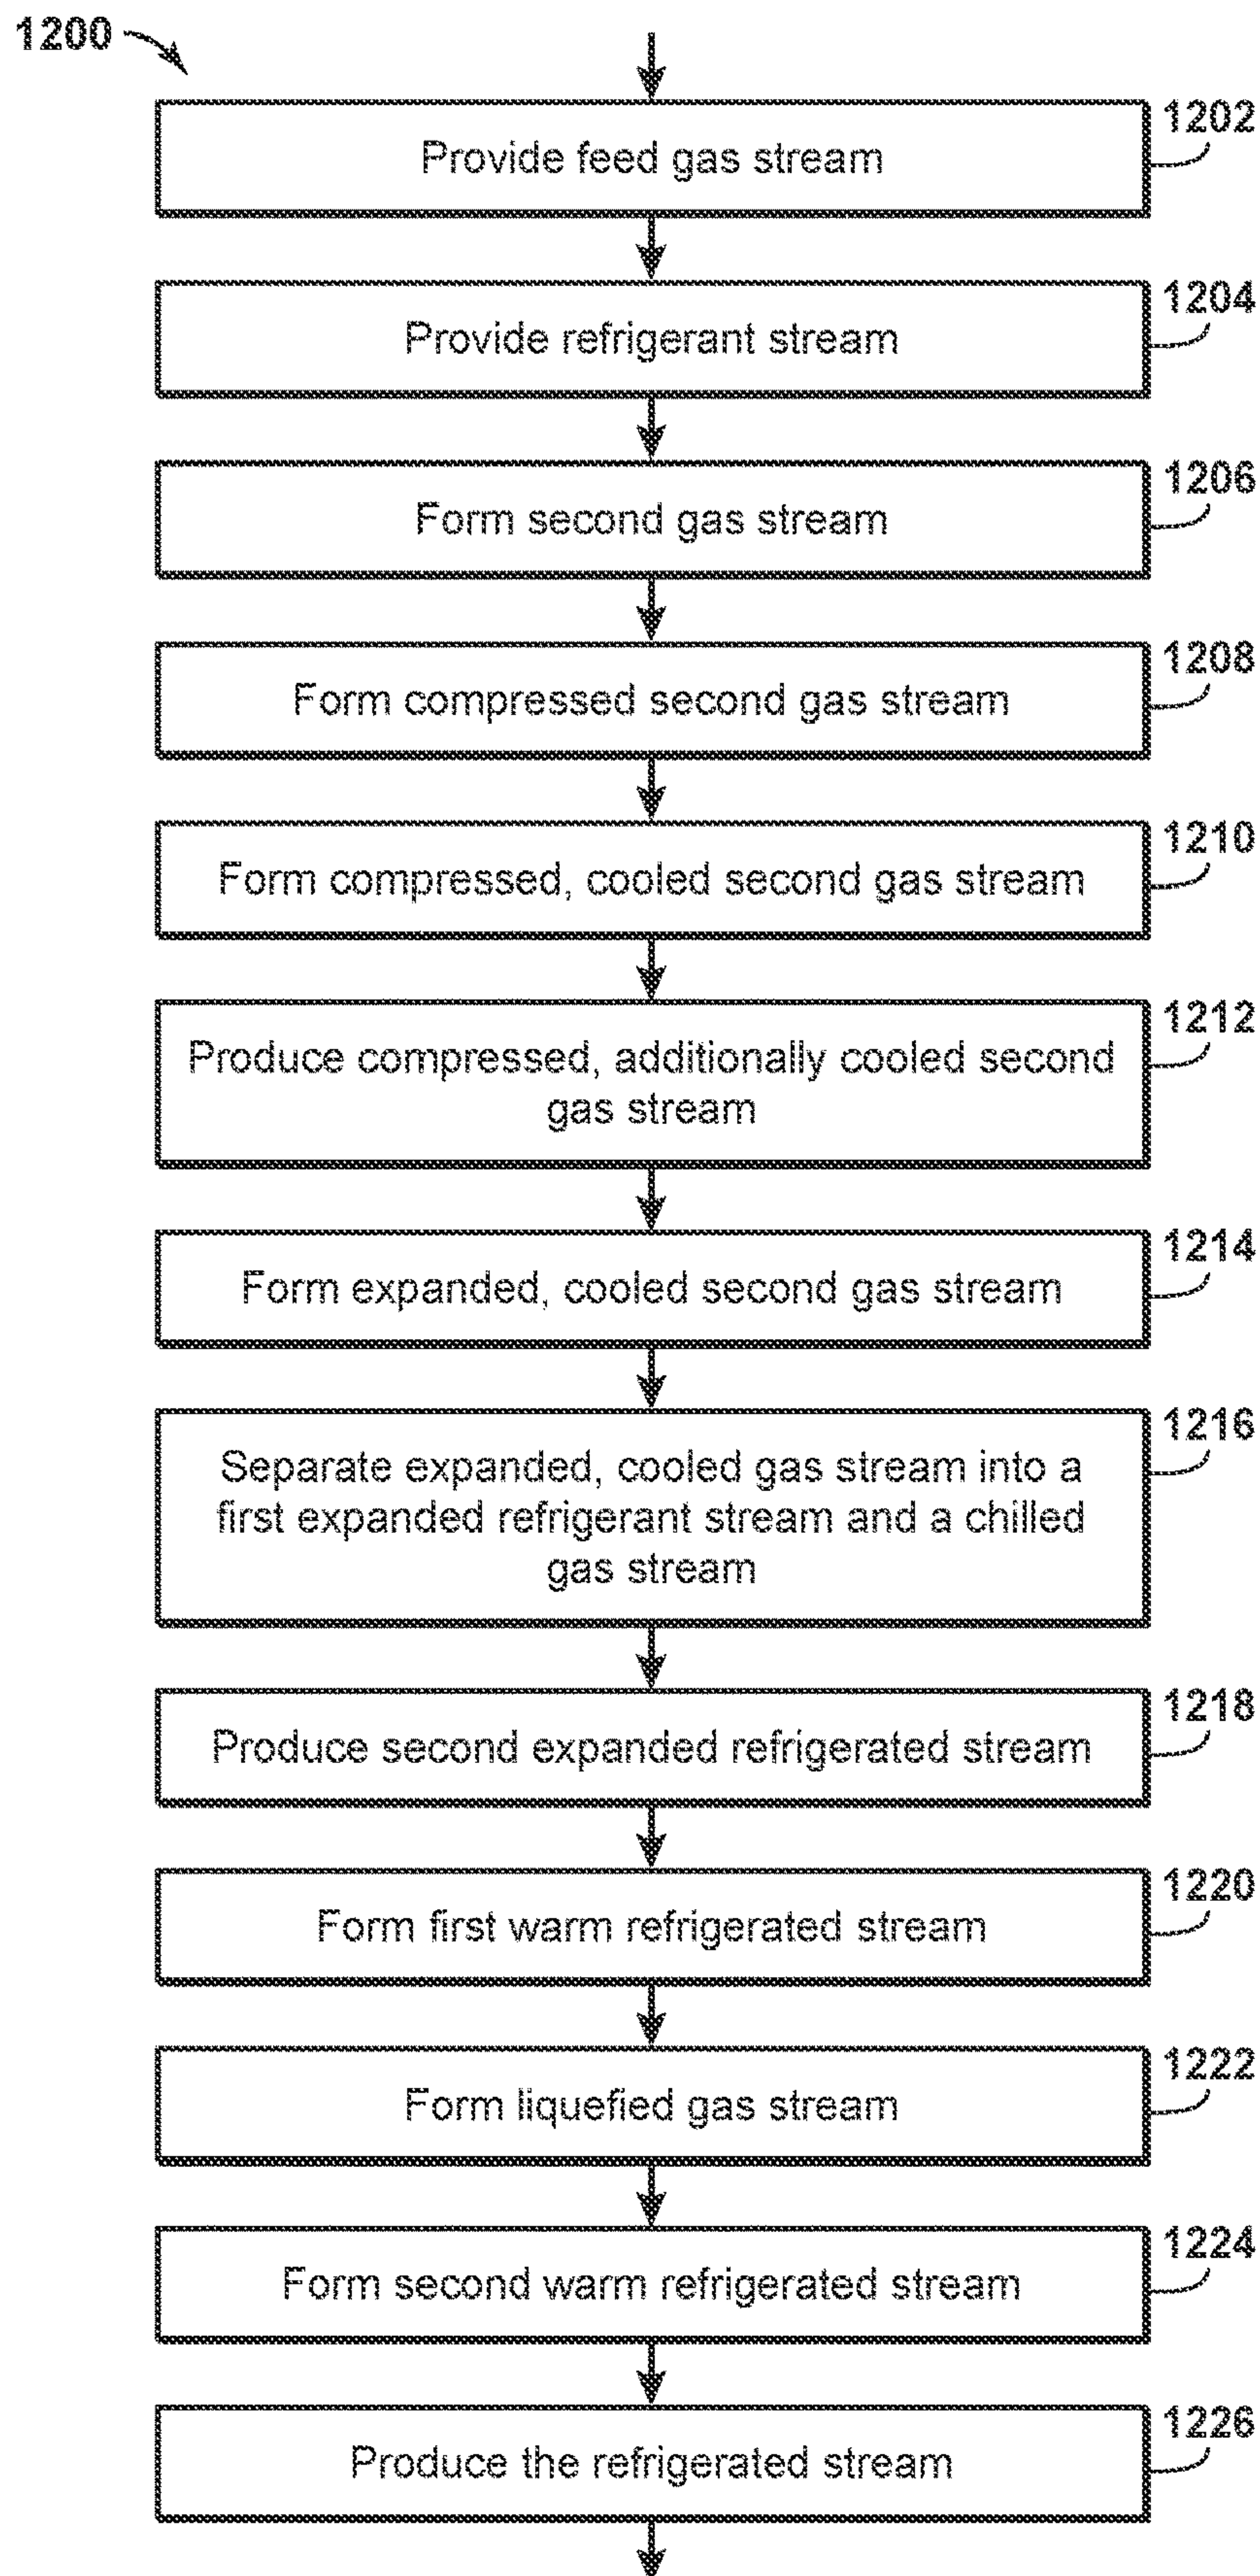 1200
1202
Provide feed gas stream
1204
Provide refrigerant stream
1206
Form second gas stream
1208
Form compressed second gas stream
1210
Form compressed, cooled second gas stream
1212
Produce compressed, additionally cooled second
gas stream
1214
Form expanded, cooled second gas stream
1216
Separate expanded, cooled gas stream into a
first expanded refrigerant stream and a chilled
gas stream
1218
Produce second expanded refrigerated stream
1220
Form first warm refrigerated stream
1222
Form liquefied gas stream
1224
Form second warm refrigerated stream
1226
Produce the refrigerated stream